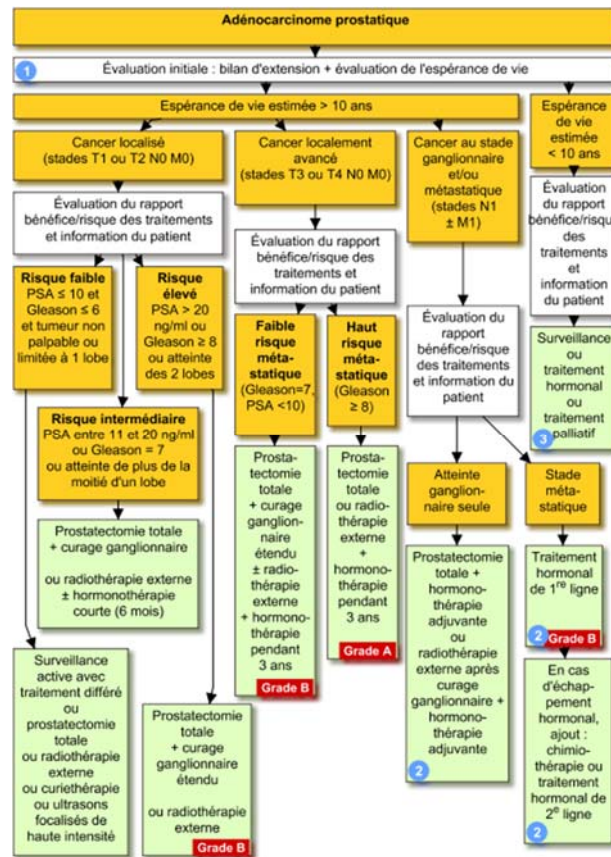 Adénocarcinome prostatique
1
Évaluation initiale : bilan d'extension + évaluation de l'espérance de vie
Espérance de vie estimée > 10 ans
Espérance
de vie
estimée
< 10 ans
Cancer localisé
(stades T1 ou T2 N0 M0)
Cancer localement
avancé
(stades T3 ou T4 N0 M0)
Cancer au stade
ganglionnaire
et/ou
métastatique
(stades N1
± M1)
Évaluation du rapport
bénéfice/risque des traitements
et information du patient
Évaluation du rapport
bénéfice/risque des
traitements et
information du patient
Évaluation du
rapport
bénéfice/risque
des traitements et
information du
patient
Évaluation
du rapport
bénéfice/risque
des
traitements et
information
du patient
Risque faible
PSA ≤ 10 et
Gleason ≤ 6
et tumeur non
palpable ou
limitée à 1 lobe
Risque
élevé
PSA > 20
ng/ml ou
Gleason ≥ 8
ou atteinte
des 2 lobes
Risque intermédiaire
PSA entre 11 et 20 ng/ml
ou Gleason = 7
ou atteinte de plus de la
moitié d'un lobe
Faible
risque
méta-
statique
(Gleason=7,
PSA <10)
Haut
risque
méta-
statique
(Gleason
≥ 8)
Surveillance
ou
traitement
hormonal
ou
traitement
palliatif
3
Atteinte
ganglion-
naire seule
Stade
méta-
statique
Prostatectomie totale
+ curage ganglionnaire
ou radiothérapie externe
± hormonothérapie
courte (6 mois)
Surveillance
active avec
traitement différé
ou
prostatectomie
totale
ou radiothérapie
externe
ou curiethérapie
ou ultrasons
focalisés de
haute intensité
Prostatectomie
totale
+ curage
ganglionnaire
étendu
ou radiothérapie
externe
Grade B
Prosta-
tectomie
totale
+ curage
ganglion-
naire
étendu
± radio-
thérapie
externe
+ hormono-
thérapie
pendant
3 ans
Grade B
Prosta-
tectomie
totale
ou radio-
thérapie
externe
+
hormono-
thérapie
pendant
3 ans
Grade A
Prostatectomie
totale +
hormono-
thérapie
adjuvante
ou
radiothérapie
externe après
curage
ganglionnaire +
hormono-
thérapie
adjuvante
2
Traitement
hormonal
de 1re ligne
2
Grade B
En cas
d'échap-
pement
hormonal,
ajout :
chimio-
thérapie ou
traitement
hormonal de
2e ligne
2